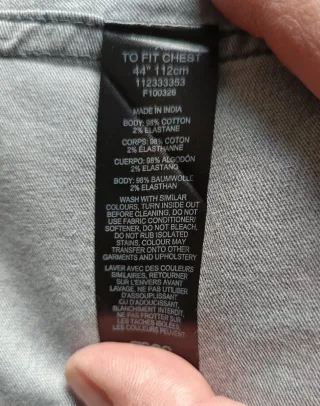 TO FIT CHEST
44" 112cm
112333353
F100328
MADE IN INDIA
BODY: 98% COTTON
2% ELASTANE
CORPS: 98% COTON
2% ELASTHANNE
CUERPO: 98% ALGODÓN
2% ELASTANO
BODY: 98% BAUMWOLLE
2% ELASTHAN
WASH WITH SIMILAR
COLOURS, TURN INSIDE OUT
BEFORE CLEANING, DO NOT
USE FABRIC CONDITIONER/
SOFTENER, DO NOT BLEACH,
DO NOT RUB ISOLATED
STAINS, COLOUR MAY
TRANSFER ONTO OTHER
GARMENTS AND UPHOLSTERY
LAVER AVEC DES COULEURS
SIMILAIRES, RETOURNER
SUR L'ENVERS AVANT
LAVAGE, NE PAS UTILISER
D'ASSOUPLISSANT
OU D'ADOUCISSANT,
BLANCHIMENT INTERDIT,
NE PAS FROTTER SUR
LES TACHES ISOLÉES,
LES COULEURS PEUVENT